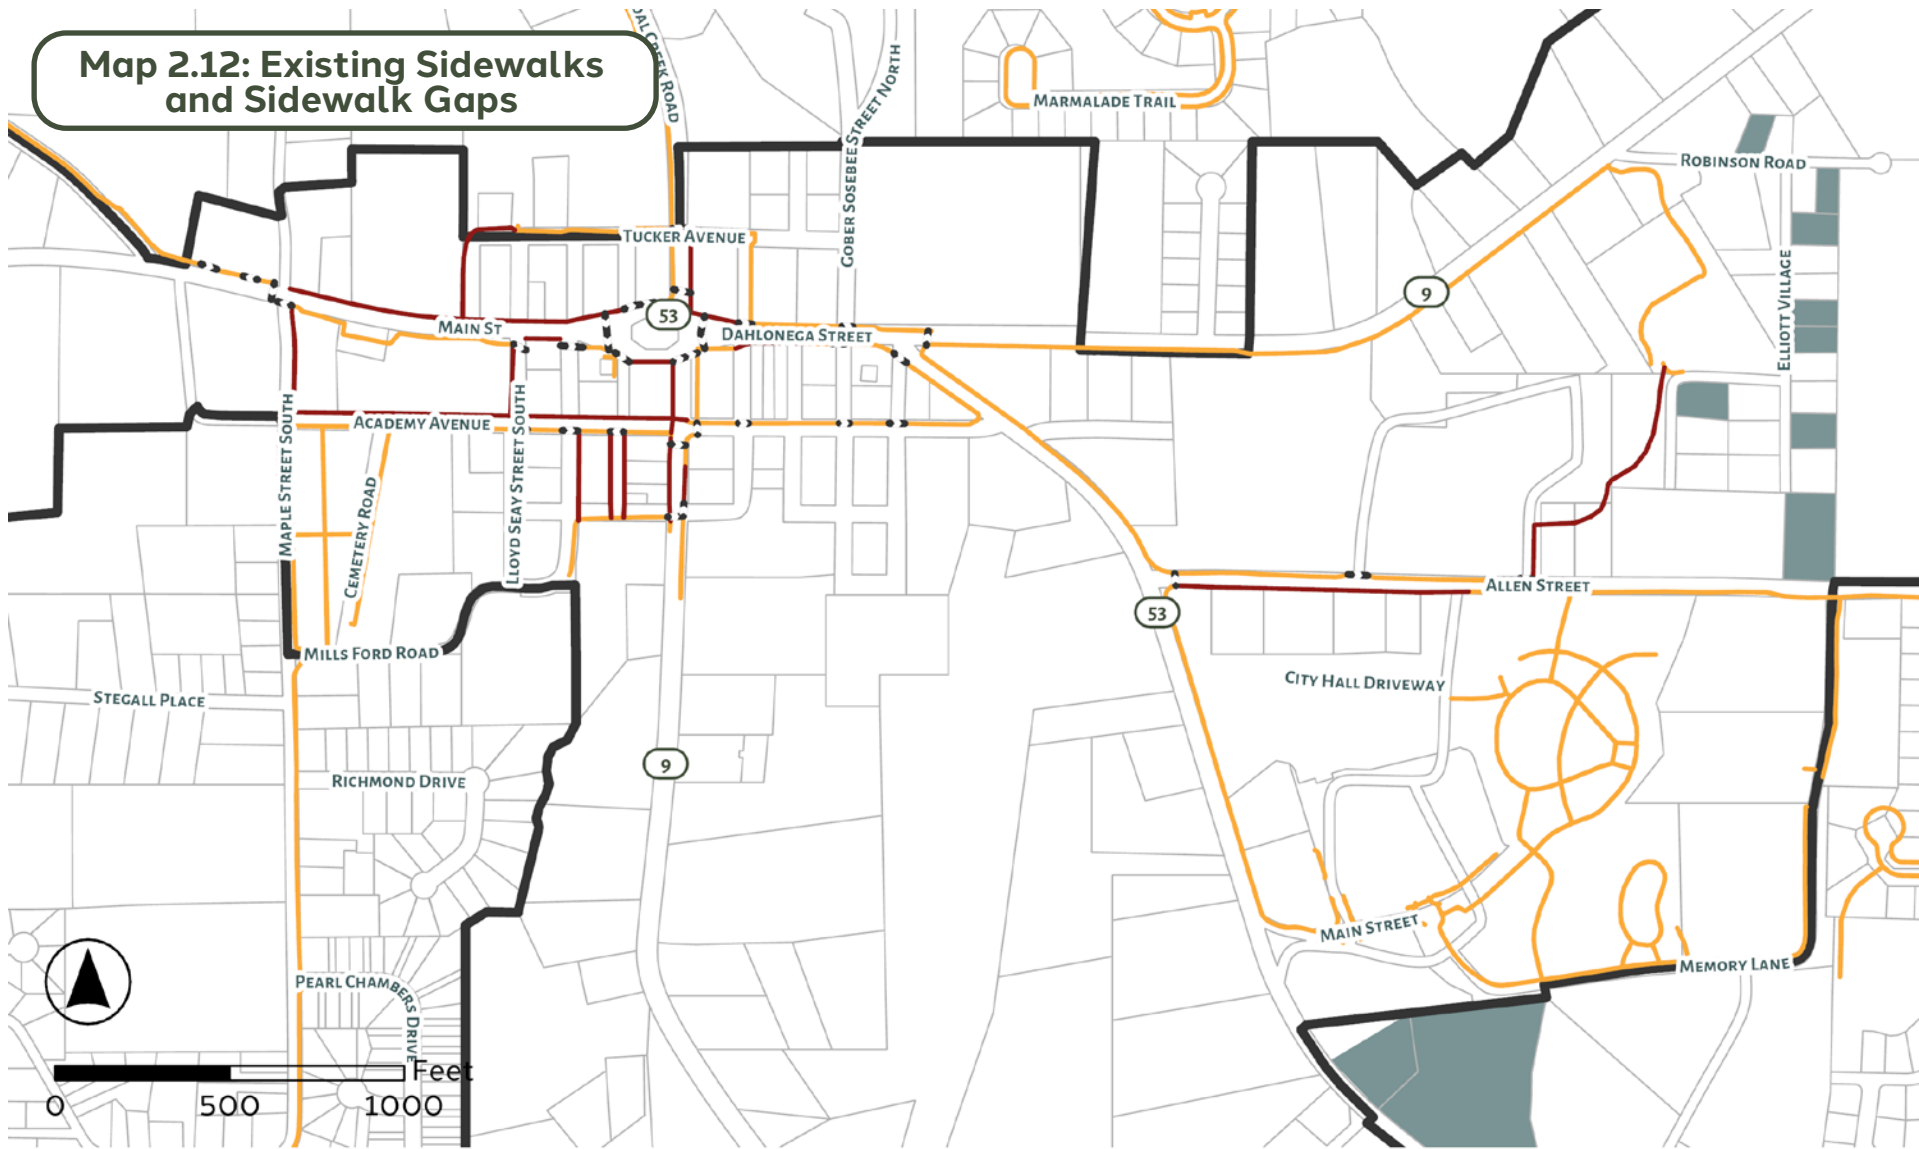 Map 2.12: Existing Sidewalks
and Sidewalk Gaps
GOBER SOSEBEE STREET NORTH
MARMALADE TRAIL
ROBINSON ROAD
TUCKER AVENUE
ELLIOTT VILLAGE
9
53
MAIN ST
DAHLONEGA STREET
MAPLE STREET SOUTH
ACADEMY AVENUE
LLOYD SEAY STREET SOUTH
CEMETERY ROAD
ALLEN STREET
53
MILLS FORD ROAD
CITY HALL DRIVEWAY
STEGALL PLACE
9
RICHMOND DRIVE
MAIN STREET
MEMORY LANE
PEARL CHAMBERS DRIVE
Feet
0 500 1000
CREEK ROAD